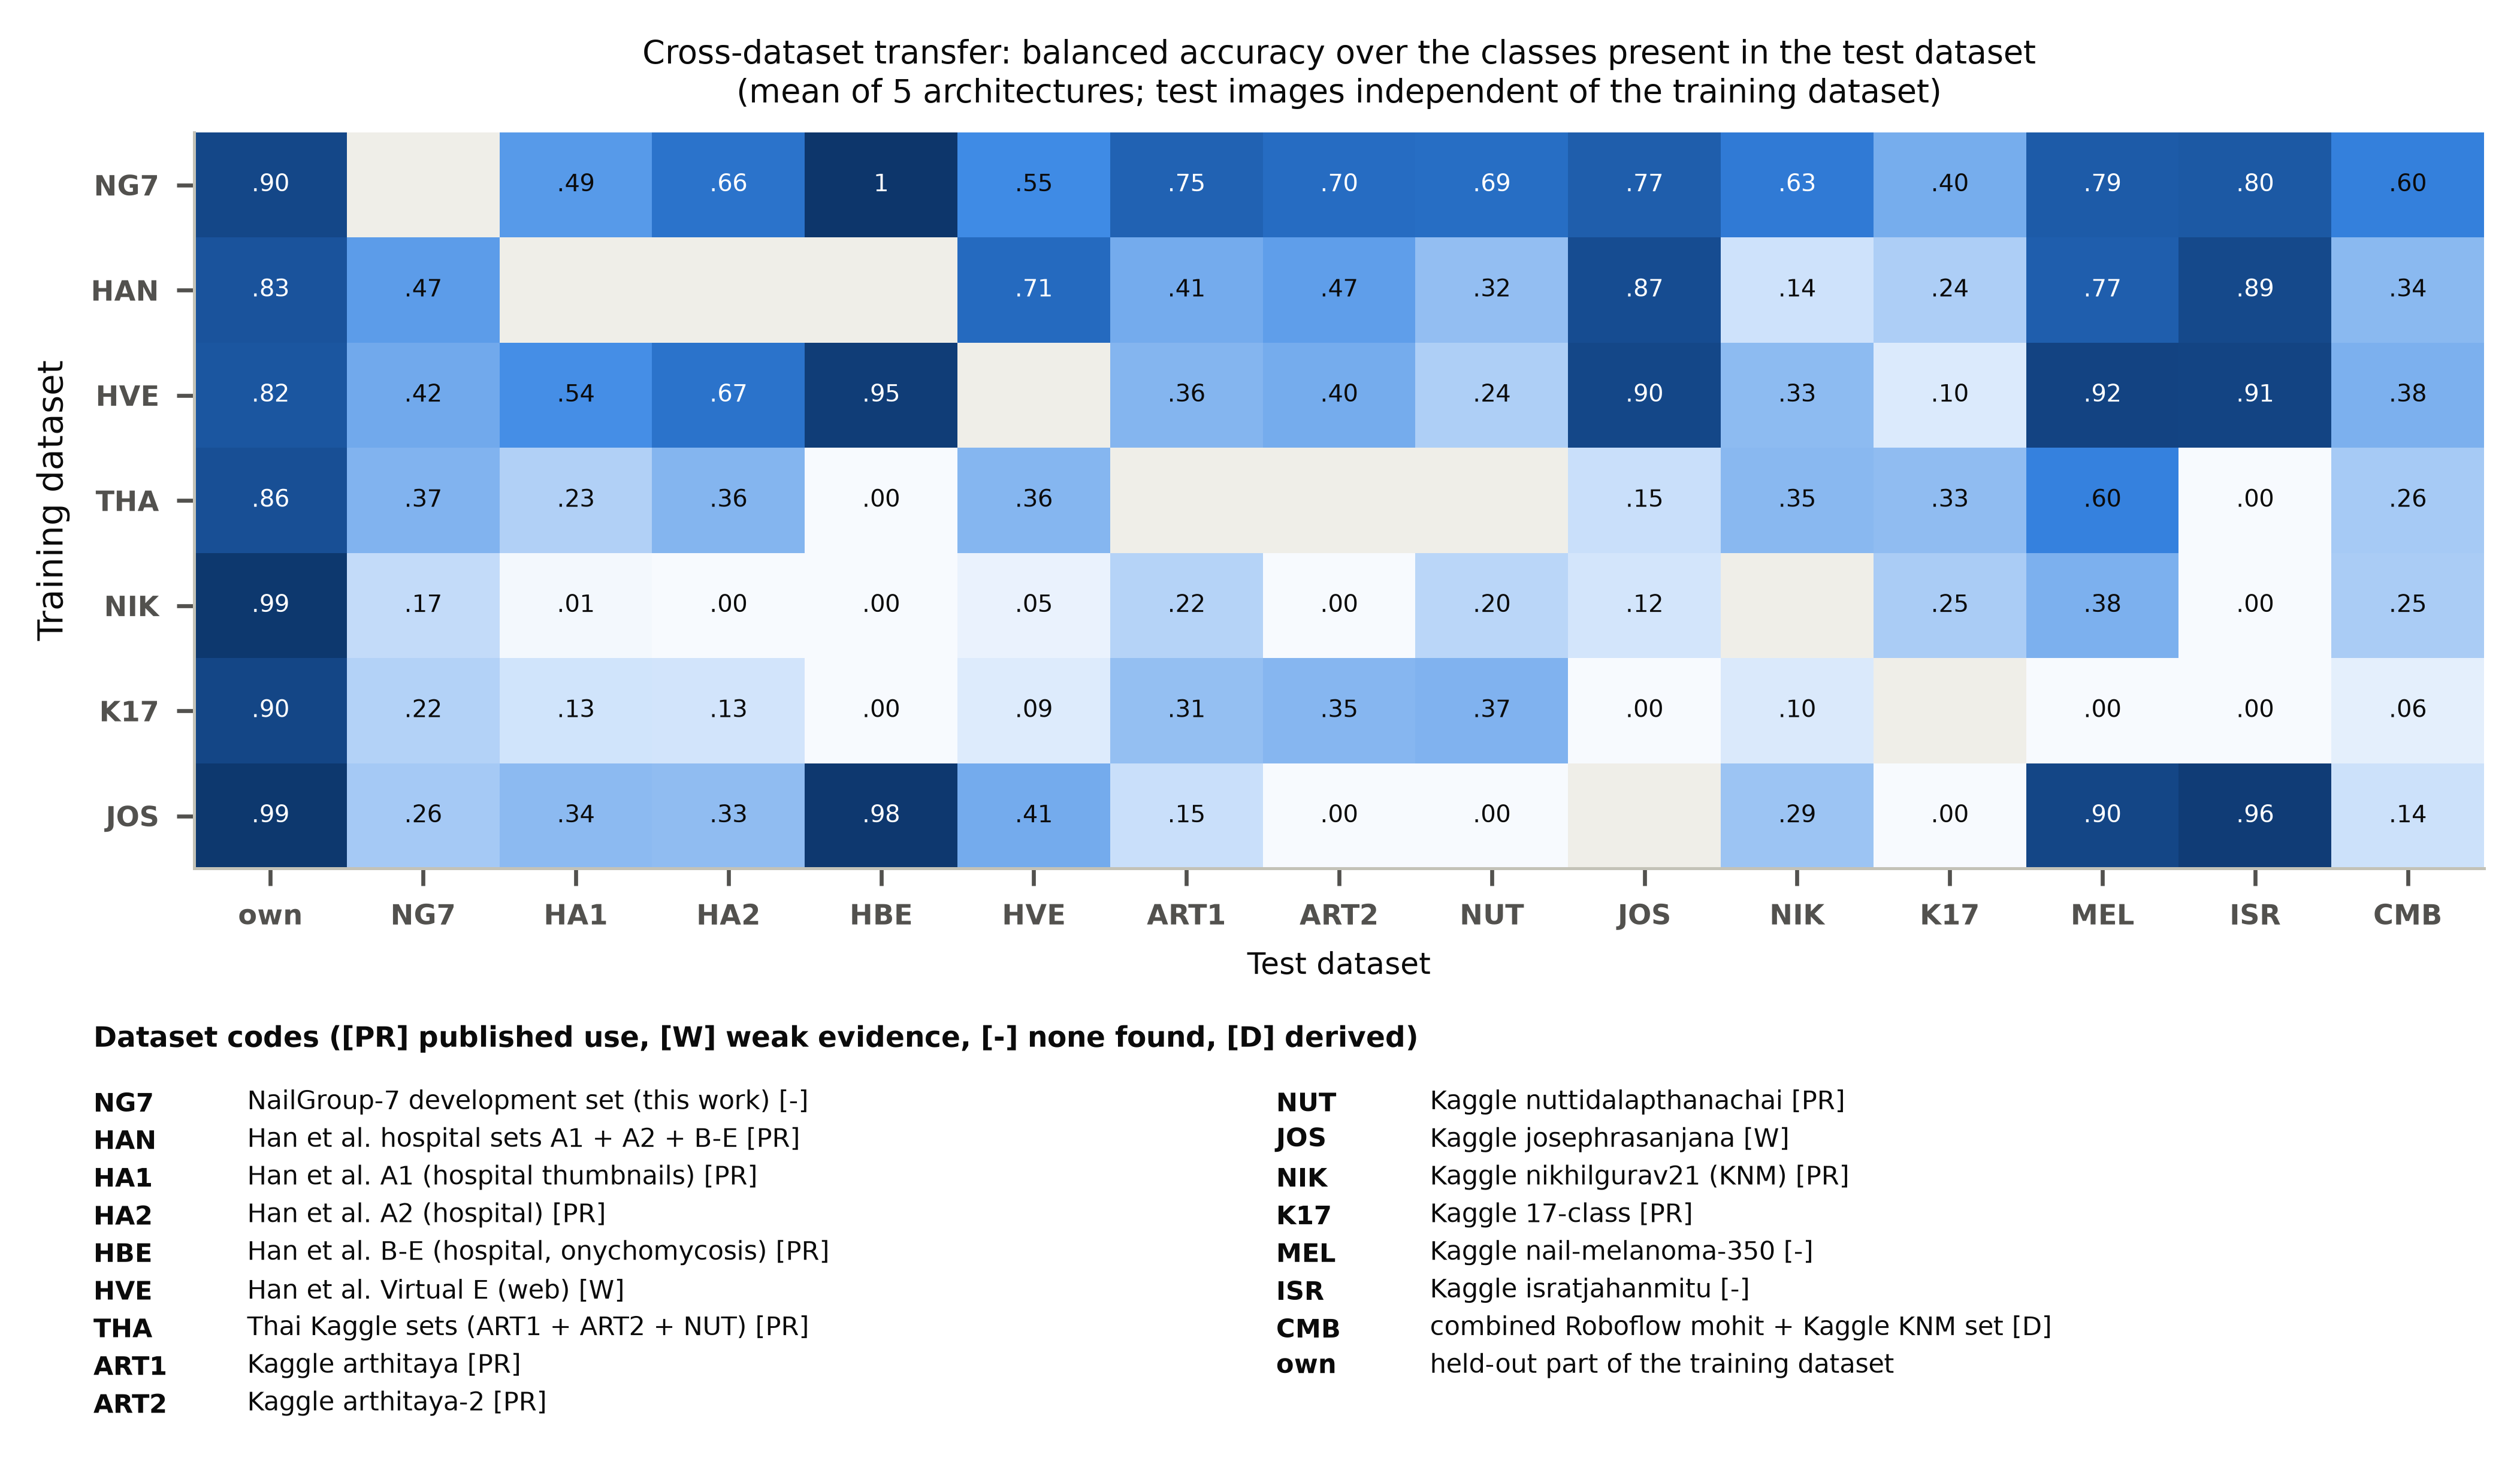 Cross-dataset transfer: balanced accuracy over the classes present in the test dataset
(mean of 5 architectures; test images independent of the training dataset)
Training dataset
NG7 .90 .49 .66 1 .55 .75 .70 .69 .77 .63 .40 .79 .80 .60
HAN .83 .47 .71 .41 .47 .32 .87 .14 .24 .77 .89 .34
HVE .82 .42 .54 .67 .95 .36 .40 .24 .90 .33 .10 .92 .91 .38
THA .86 .37 .23 .36 .00 .36 .15 .35 .33 .60 .00 .26
NIK .99 .17 .01 .00 .00 .05 .22 .00 .20 .12 .25 .38 .00 .25
K17 .90 .22 .13 .13 .00 .09 .31 .35 .37 .00 .10 .00 .00 .06
JOS .99 .26 .34 .33 .98 .41 .15 .00 .00 .29 .00 .90 .96 .14
own NG7 HA1 HA2 HBE HVE ART1 ART2 NUT JOS NIK K17 MEL ISR CMB
Test dataset
Dataset codes ([PR] published use, [W] weak evidence, [-] none found, [D] derived)
NG7 NailGroup-7 development set (this work) [-]
HAN Han et al. hospital sets A1 + A2 + B-E [PR]
HA1 Han et al. A1 (hospital thumbnails) [PR]
HA2 Han et al. A2 (hospital) [PR]
HBE Han et al. B-E (hospital, onychomycosis) [PR]
HVE Han et al. Virtual E (web) [W]
THA Thai Kaggle sets (ART1 + ART2 + NUT) [PR]
ART1 Kaggle arthitaya [PR]
ART2 Kaggle arthitaya-2 [PR]
NUT Kaggle nuttidalapthanachai [PR]
JOS Kaggle josephrasanjana [W]
NIK Kaggle nikhilgurav21 (KNM) [PR]
K17 Kaggle 17-class [PR]
MEL Kaggle nail-melanoma-350 [-]
ISR Kaggle isratjahanmitu [-]
CMB combined Roboflow mohit + Kaggle KNM set [D]
own held-out part of the training dataset